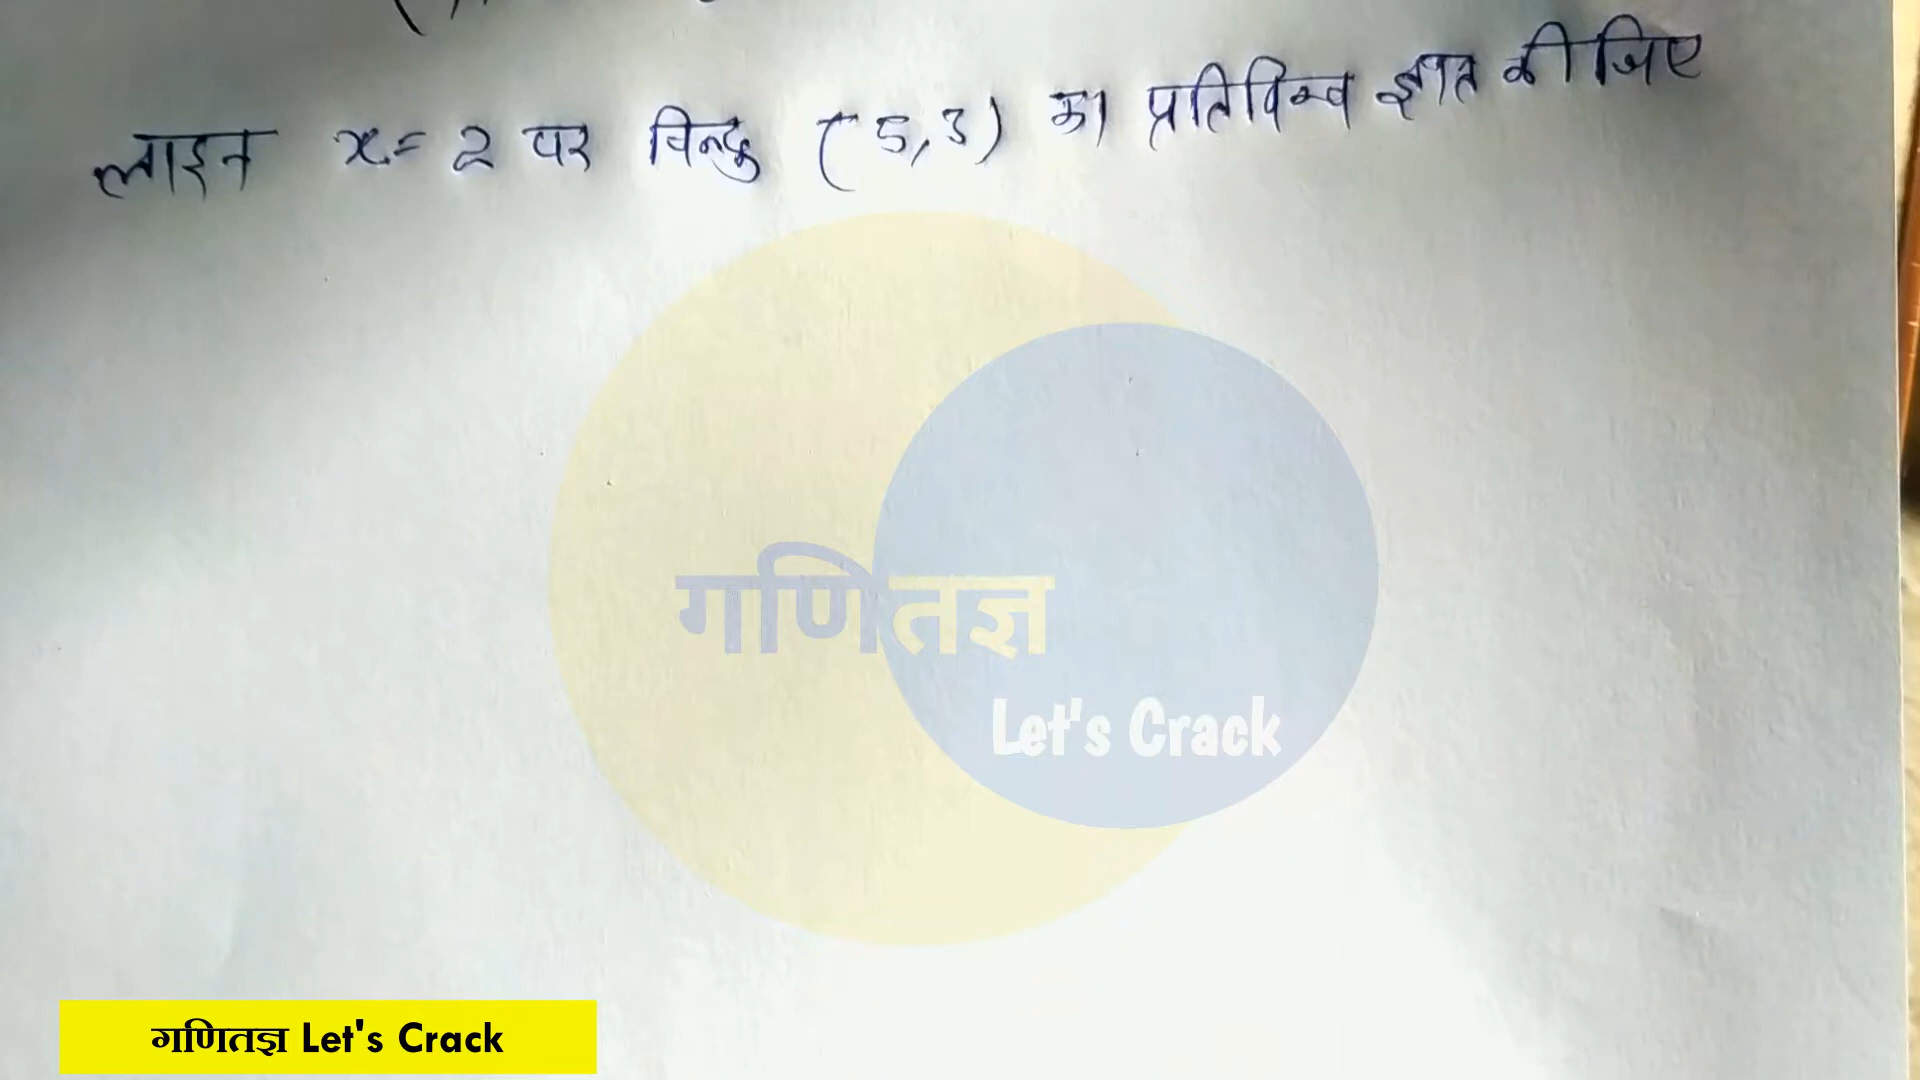 लाइन x = 2 पर विन्दु (5,3) का प्रतिविम्व ज्ञात कीजिए
गणितज्ञ
Let's Crack
गणितज्ञ Let's Crack